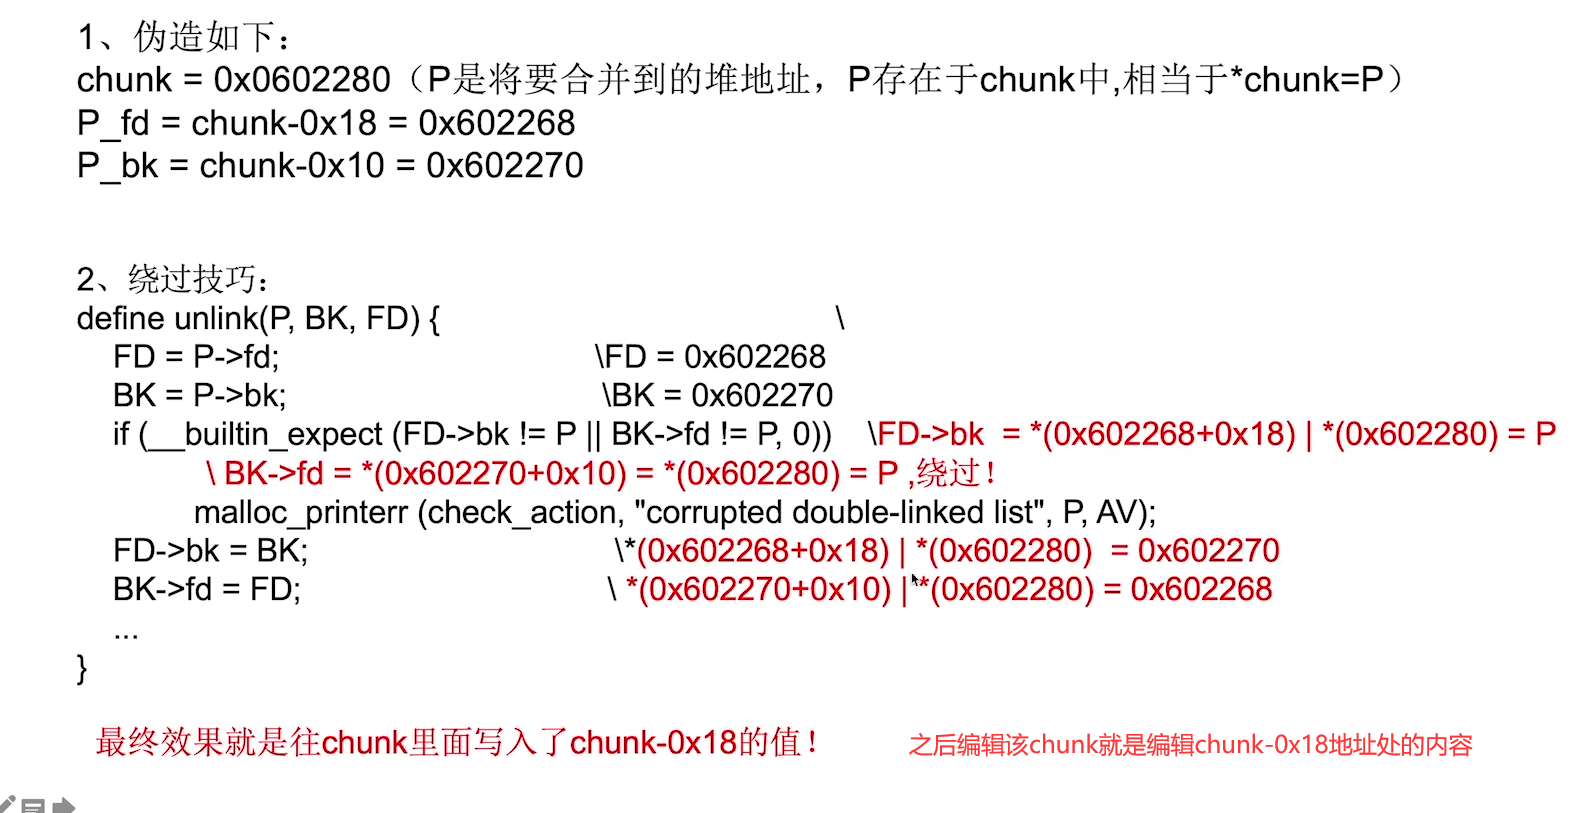 1、伪造如下：
chunk = 0x0602280（P是将要合并到的堆地址，P存在于chunk中,相当于*chunk=P）
P_fd = chunk-0x18 = 0x602268
P_bk = chunk-0x10 = 0x602270
2、绕过技巧：
define unlink(P, BK, FD) { \
FD = P->fd; \FD = 0x602268
BK = P->bk; \BK = 0x602270
if (__builtin_expect (FD->bk != P || BK->fd != P, 0)) \FD->bk = *(0x602268+0x18) | *(0x602280) = P
\ BK->fd = *(0x602270+0x10) = *(0x602280) = P ,绕过！
malloc_printerr (check_action, "corrupted double-linked list", P, AV);
FD->bk = BK; \*(0x602268+0x18) | *(0x602280) = 0x602270
BK->fd = FD; \ *(0x602270+0x10) | *(0x602280) = 0x602268
...
}
最终效果就是往chunk里面写入了chunk-0x18的值！ 之后编辑该chunk就是编辑chunk-0x18地址处的内容